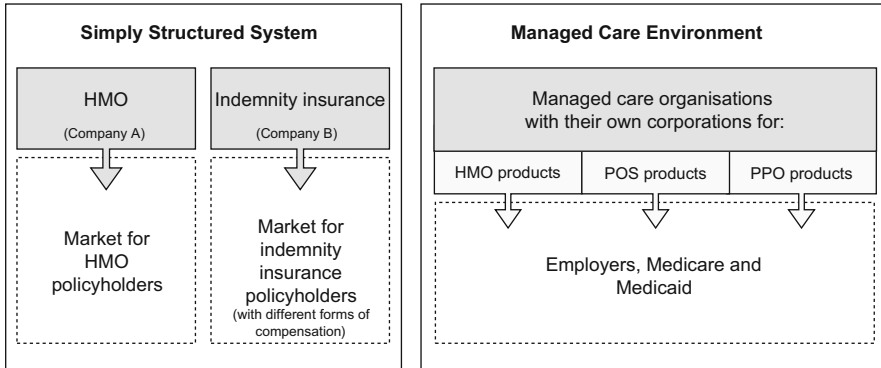 Simply Structured System
HMO
(Company A)
Market for
HMO
policyholders
Indemnity insurance
(Company B)
Market for
indemnity
insurance
policyholders
(with different forms of
compensation)
Managed Care Environment
Managed care organisations
with their own corporations for:
HMO products
POS products
PPO products
Employers, Medicare and
Medicaid